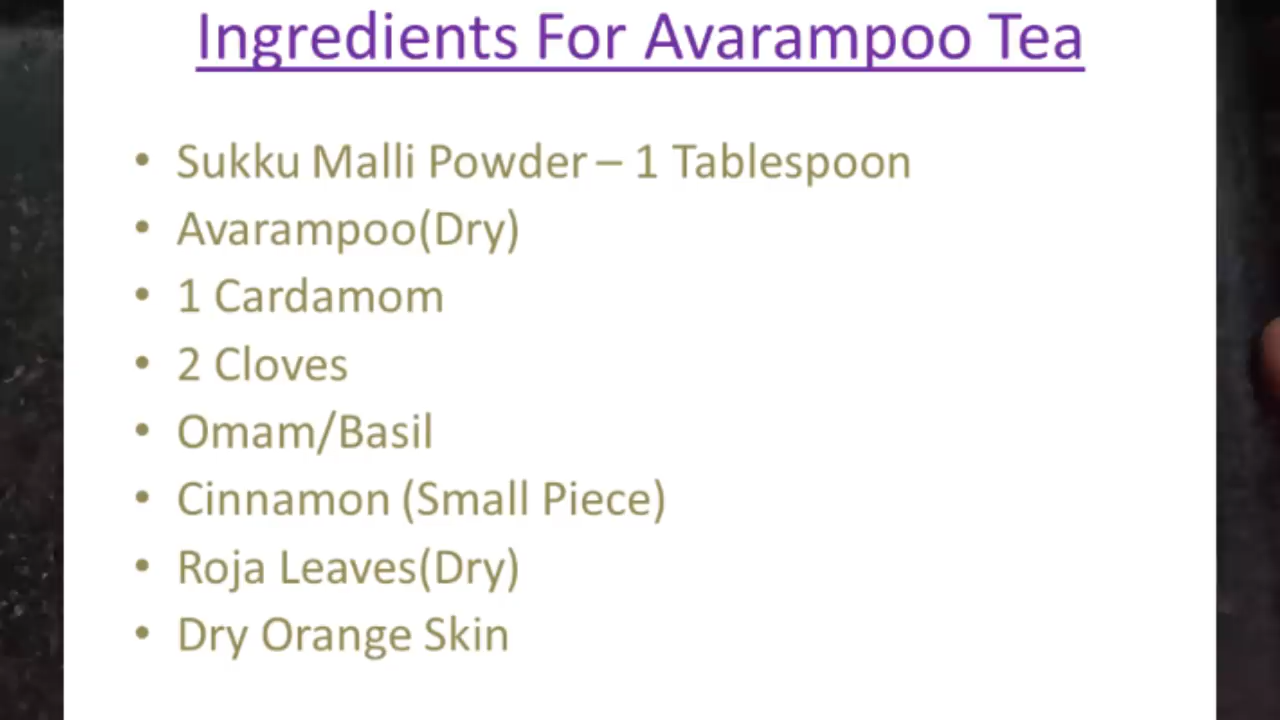 Ingredients For Avarampoo Tea
• Sukku Malli Powder – 1 Tablespoon
• Avarampoo(Dry)
• 1 Cardamom
• 2 Cloves
• Omam/Basil
• Cinnamon (Small Piece)
• Roja Leaves(Dry)
• Dry Orange Skin